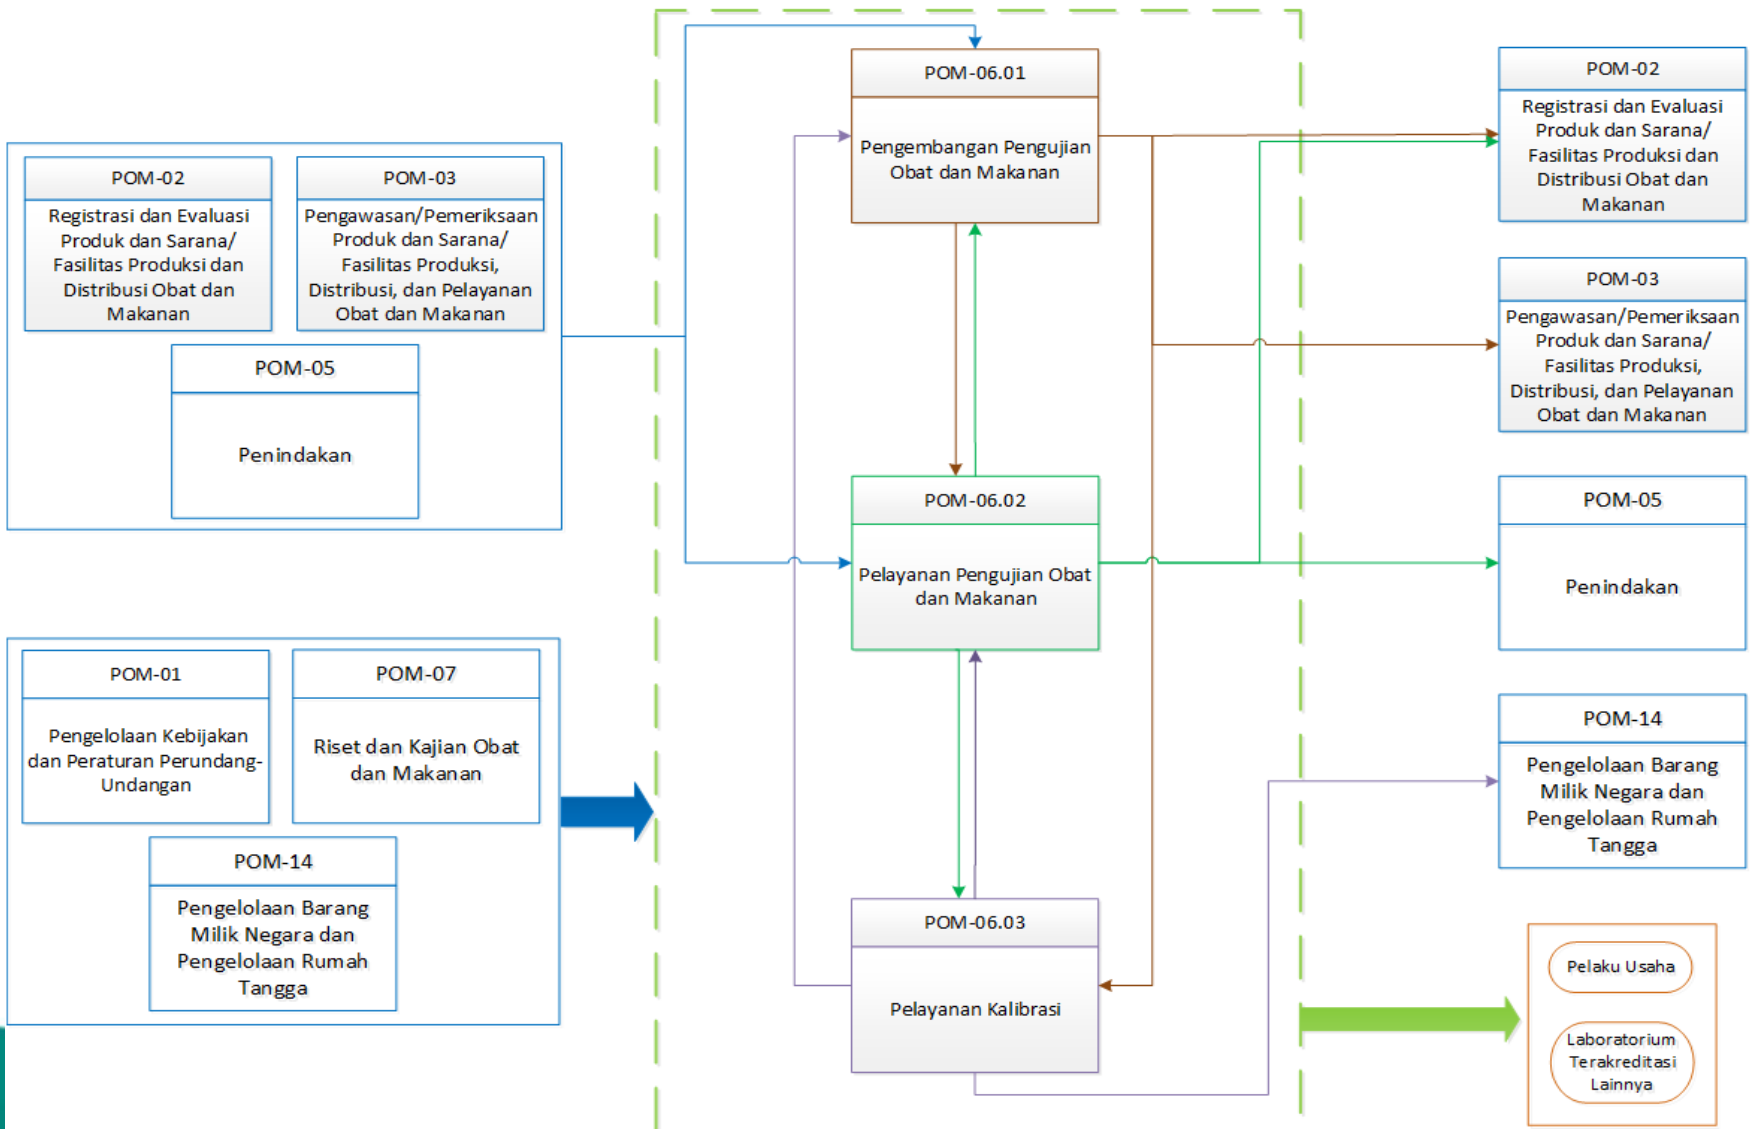 POM-02
Registrasi dan Evaluasi
Produk dan Sarana/
Fasilitas Produksi dan
Distribusi Obat dan
Makanan
POM-03
Pengawasan/Pemeriksaan
Produk dan Sarana/
Fasilitas Produksi,
Distribusi, dan Pelayanan
Obat dan Makanan
POM-05
Penindakan
POM-01
Pengelolaan Kebijakan
dan Peraturan Perundang-
Undangan
POM-07
Riset dan Kajian Obat
dan Makanan
POM-14
Pengelolaan Barang
Milik Negara dan
Pengelolaan Rumah
Tangga
POM-06.01
Pengembangan Pengujian
Obat dan Makanan
POM-06.02
Pelayanan Pengujian Obat
dan Makanan
POM-06.03
Pelayanan Kalibrasi
POM-02
Registrasi dan Evaluasi
Produk dan Sarana/
Fasilitas Produksi dan
Distribusi Obat dan
Makanan
POM-03
Pengawasan/Pemeriksaan
Produk dan Sarana/
Fasilitas Produksi,
Distribusi, dan Pelayanan
Obat dan Makanan
POM-05
Penindakan
POM-14
Pengelolaan Barang
Milik Negara dan
Pengelolaan Rumah
Tangga
Pelaku Usaha
Laboratorium
Terakreditasi
Lainnya